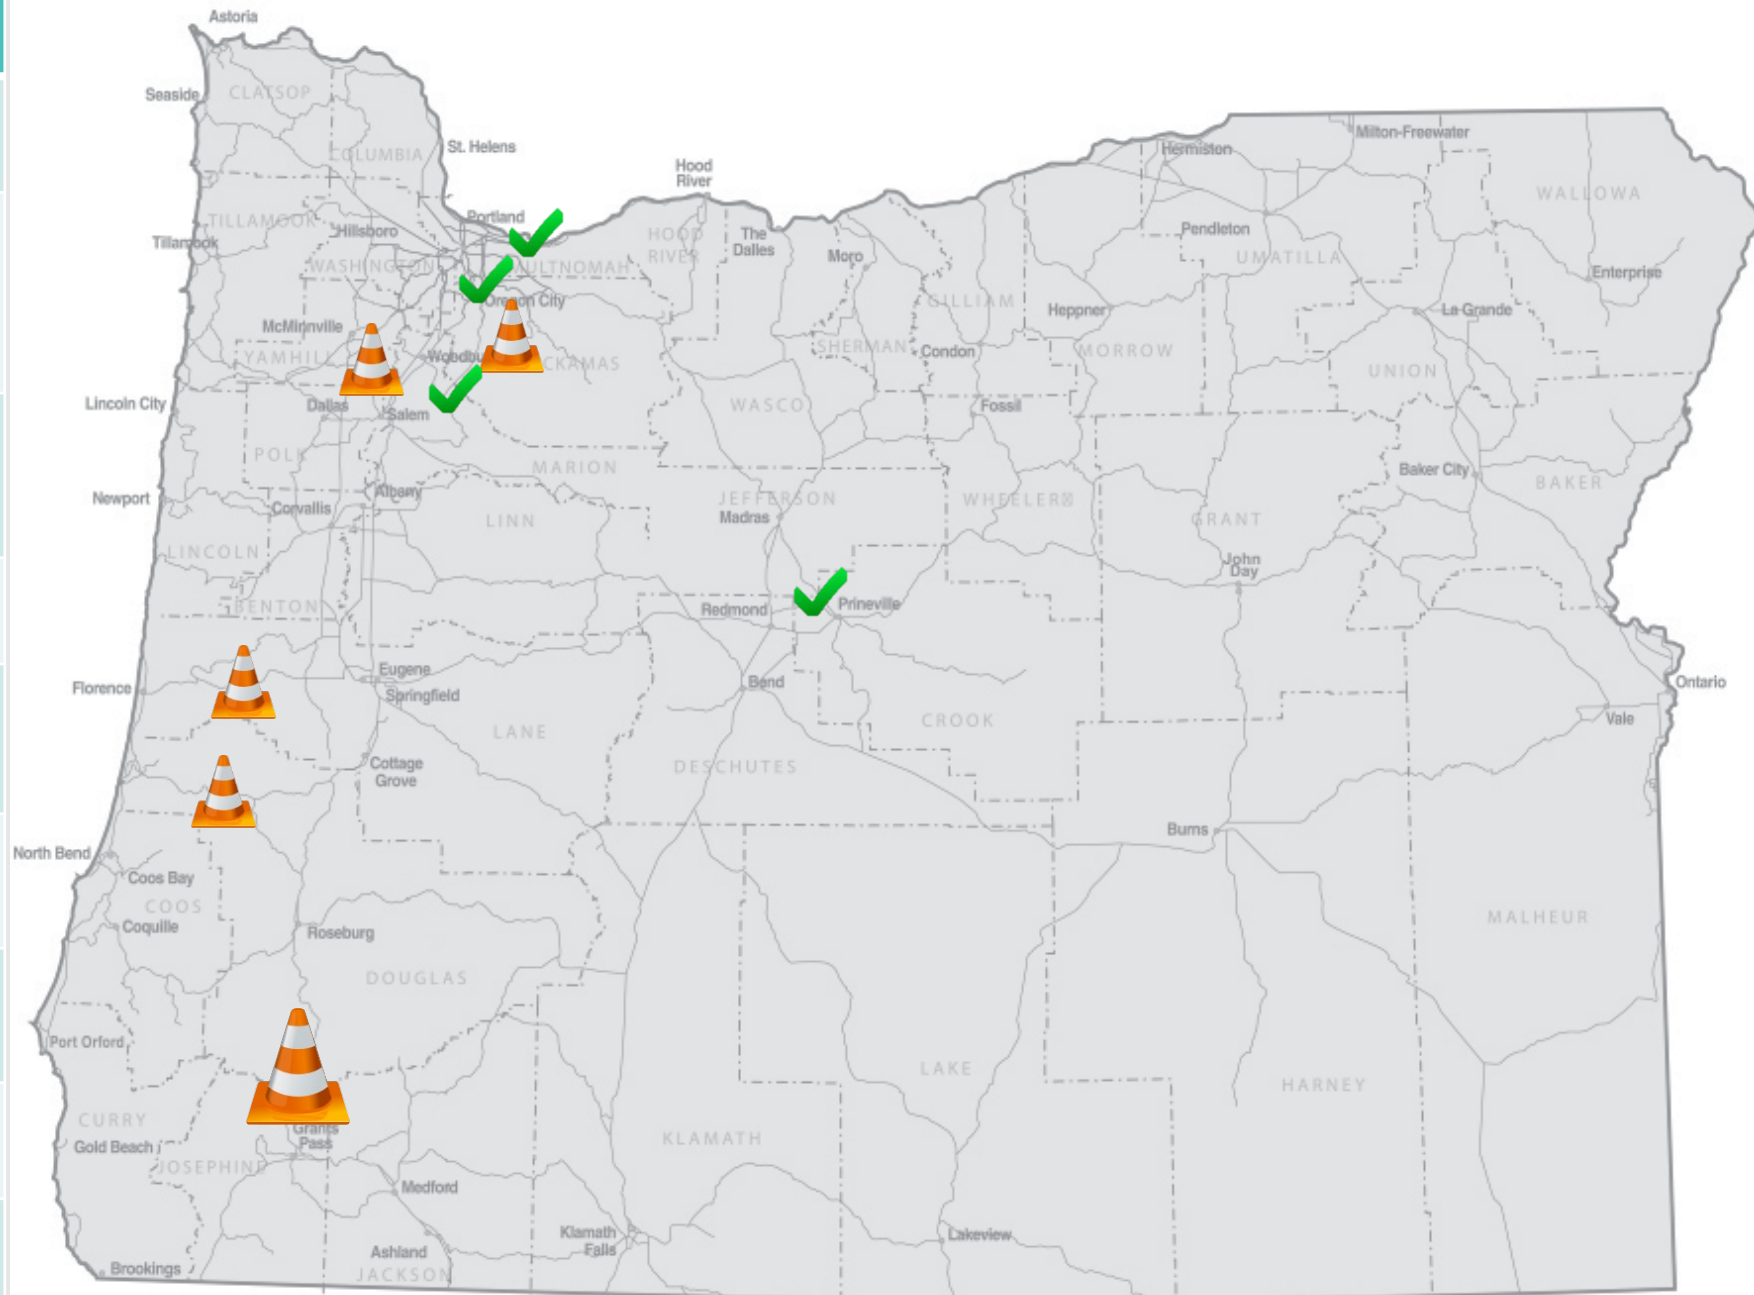 Astoria
Seaside
CLATSOP
COLUMBIA
St. Helens
Milton-Freewater
Hermiston
Hood
River
WALLOWA
TILLAMOOK
Portland
Hillsboro
Tillamook
HOOD
RIVER
The
Dalles
Moro
Pendleton
UMATILLA
WASHINGTON
MULTNOMAH
Enterprise
Oregon City
GILLIAM
Heppner
La Grande
McMinnville
YAMHILL
SHERMAN
Condon
MORROW
UNION
Lincoln City
Dallas
Salem
WASCO
Fossil
POLK
MARION
Baker City
BAKER
Newport
Albany
Corvallis
LINN
JEFFERSON
Madras
WHEELER
GRANT
LINCOLN
John
Day
BENTON
Redmond
Prineville
Florence
Eugene
Springfield
Bend
Ontario
Vale
LANE
CROOK
Cottage
Grove
DESCHUTES
Burns
North Bend
Coos Bay
COOS
Coquille
Roseburg
MALHEUR
DOUGLAS
Port Orford
LAKE
HARNEY
CURRY
Grants
Pass
Gold Beach
KLAMATH
JOSEPHINE
Medford
Klamath
Falls
Lakeview
Ashland
JACKSON
Brookings